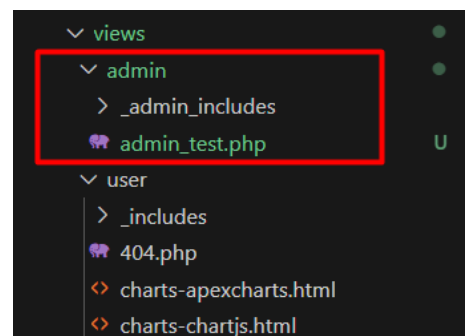 views
admin
_admin_includes
admin_test.php U
user
_includes
404.php
charts-apexcharts.html
charts-chartjs.html